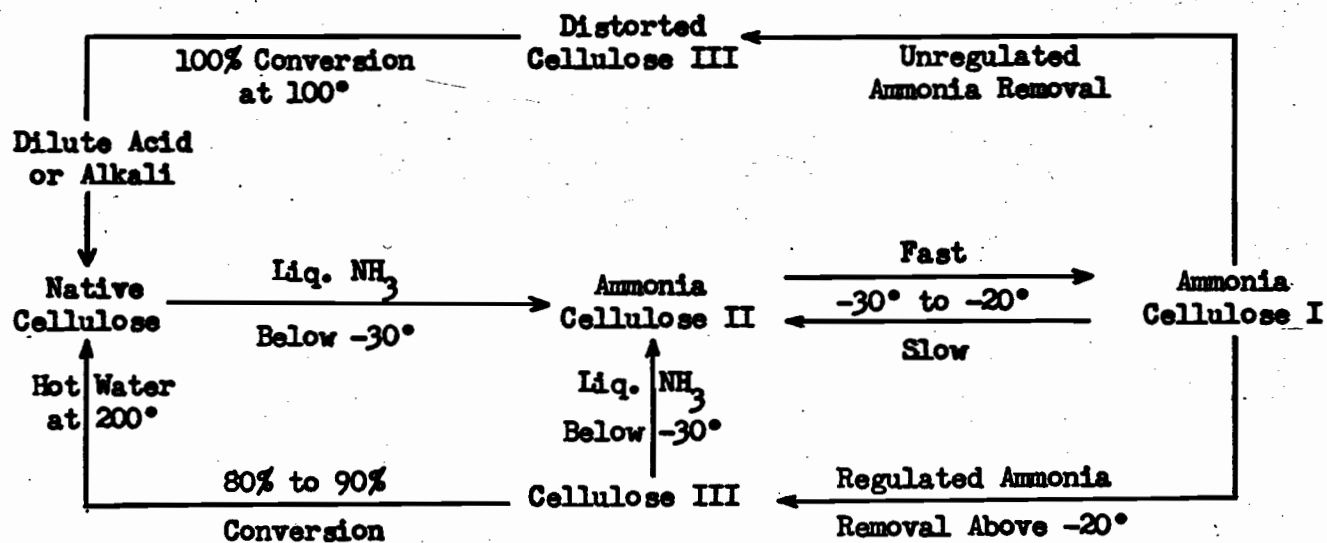 Distorted
Cellulose III
100% Conversion
at 100°
Unregulated
Ammonia Removal
Dilute Acid
or Alkali
Native
Cellulose
Liq. NH3
Below -30°
Ammonia
Cellulose II
Fast
-30° to -20°
Slow
Ammonia
Cellulose I
Hot Water
at 200°
Liq. NH3
Below -30°
80% to 90%
Conversion
Cellulose III
Regulated Ammonia
Removal Above -20°